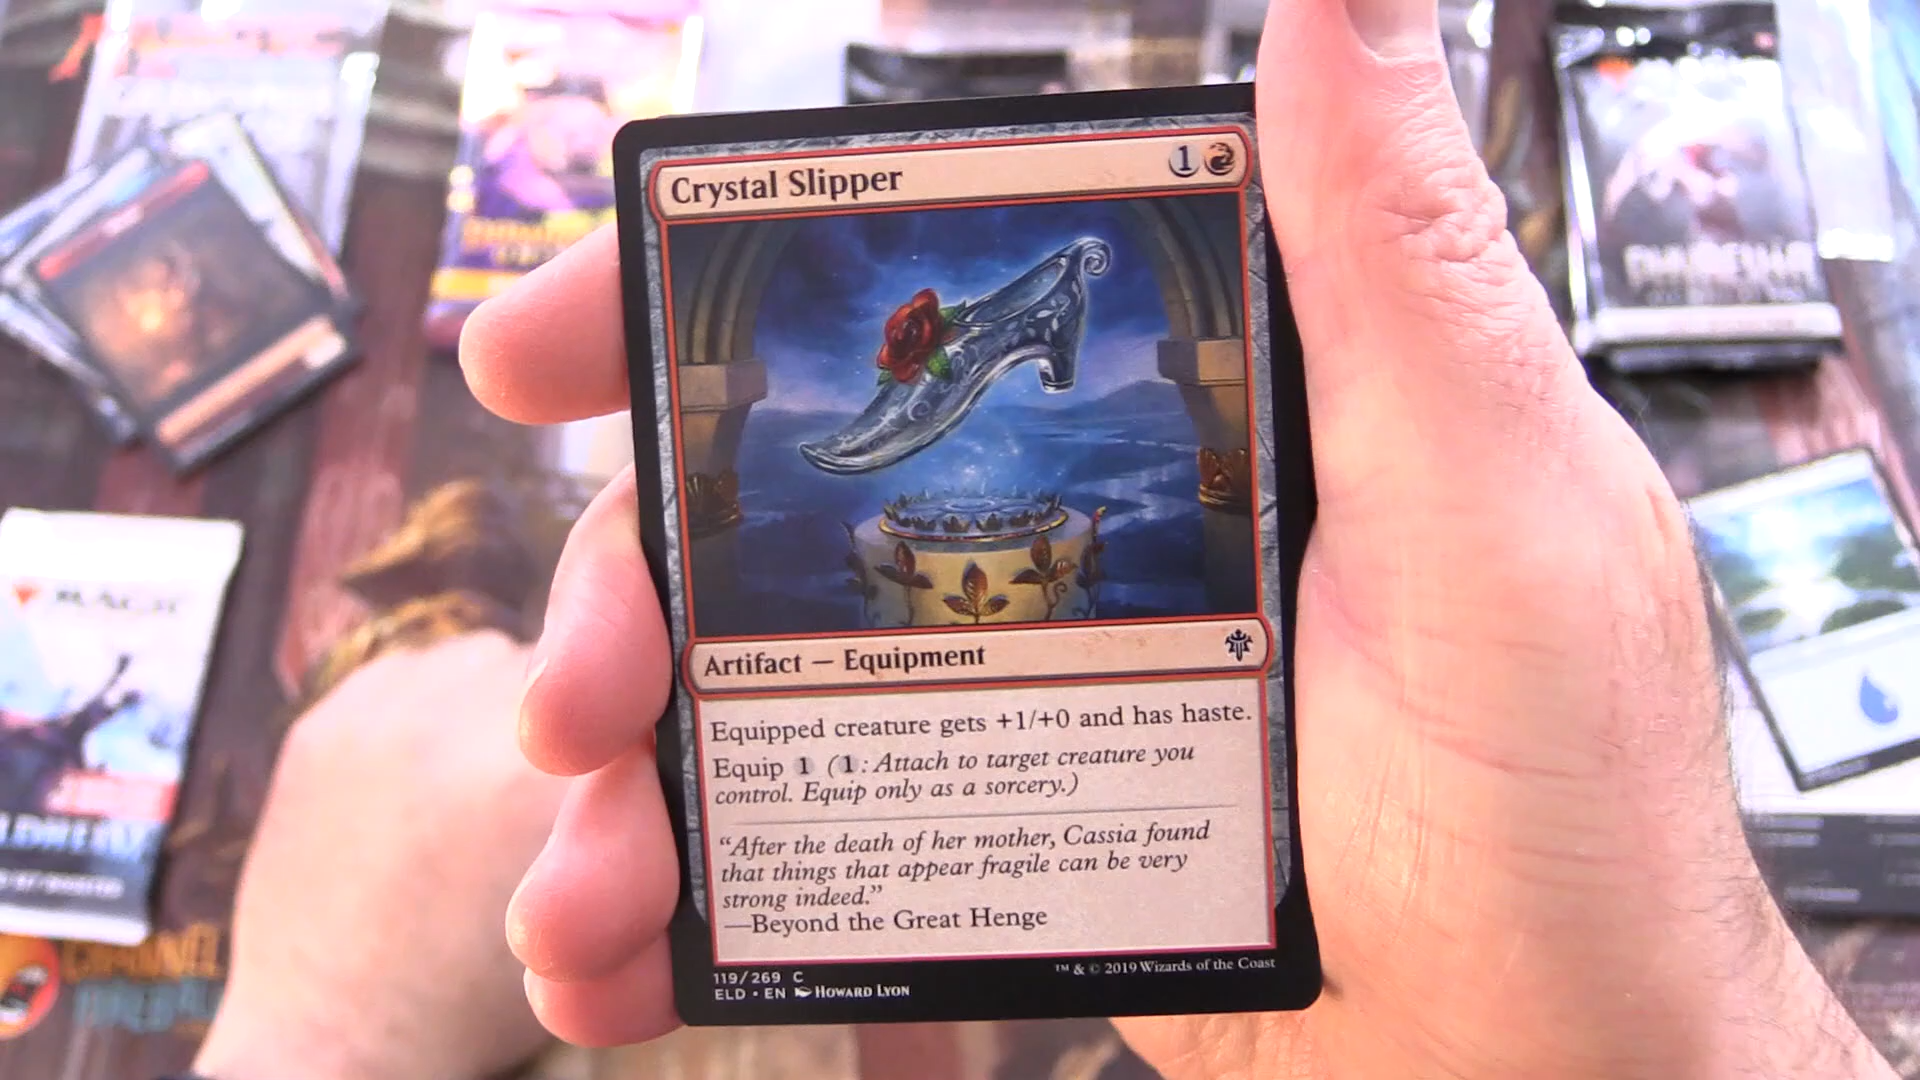 Crystal Slipper 1
Artifact — Equipment
Equipped creature gets +1/+0 and has haste.
Equip 1 (1: Attach to target creature you
control. Equip only as a sorcery.)
“After the death of her mother, Cassia found
that things that appear fragile can be very
strong indeed.”
—Beyond the Great Henge
119/269 C
ELD • EN Howard Lyon
™ & © 2019 Wizards of the Coast
MAGIC